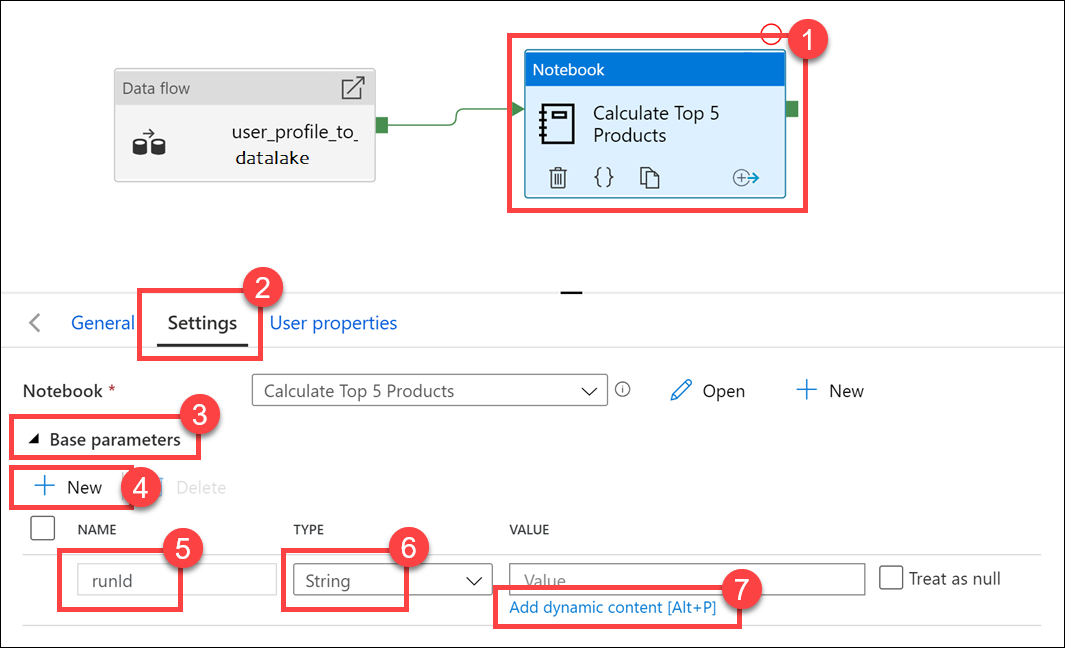 1
Data flow
user_profile_to_
datalake
Notebook
Calculate Top 5
Products
2
General
Settings
User properties
Notebook *
Calculate Top 5 Products
Open
New
3
Base parameters
4
New
Delete
NAME
TYPE
VALUE
5
6
runId
String
Value
Treat as null
7
Add dynamic content [Alt+P]